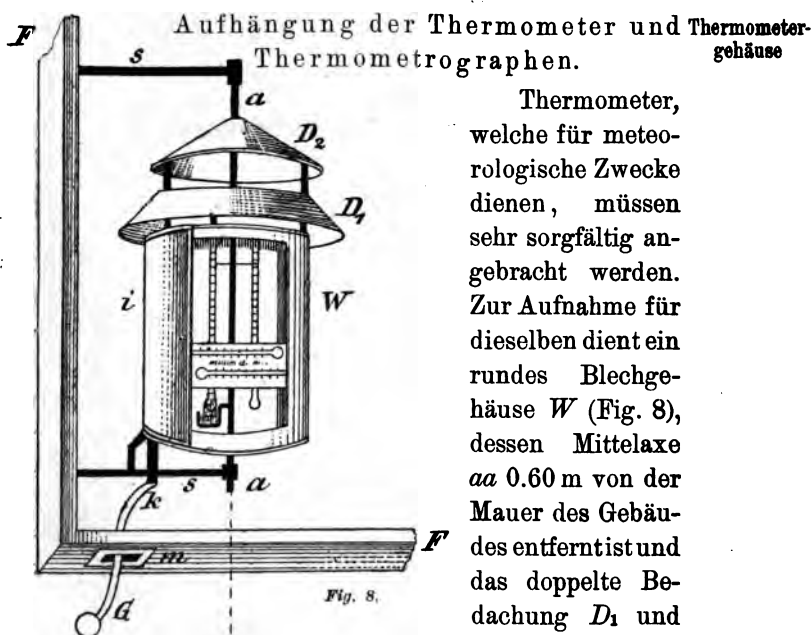 Aufhängung der Thermometer und
Thermometrographen.
Thermometer-
gehäuse
Thermometer,
welche für meteo-
rologische Zwecke
dienen, müssen
sehr sorgfältig an-
gebracht werden.
Zur Aufnahme für
dieselben dient ein
rundes Blechge-
häuse W (Fig. 8),
dessen Mittelaxe
aa 0.60 m von der
Mauer des Gebäu-
des entfernt ist und
das doppelte Be-
dachung D1 und
F
s
a
D2
D1
i
W
s
a
k
F
m
G
Fig. 8.